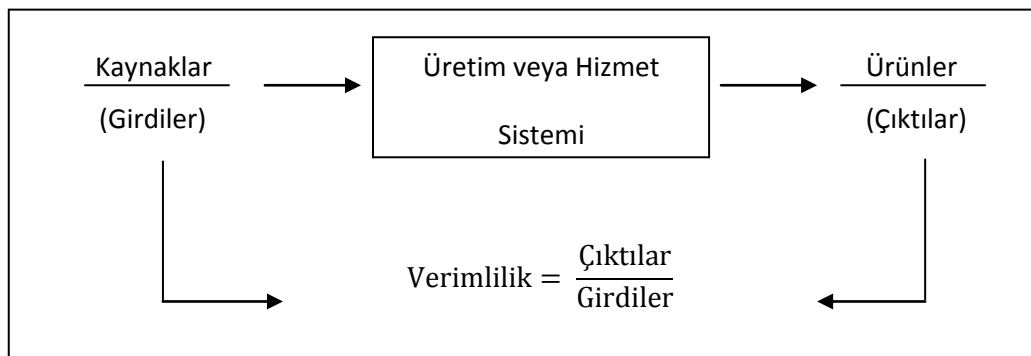 Kaynaklar
(Girdiler)
Üretim veya Hizmet
Sistemi
Ürünler
(Çıktılar)
Verimlilik = Çıktılar / Girdiler